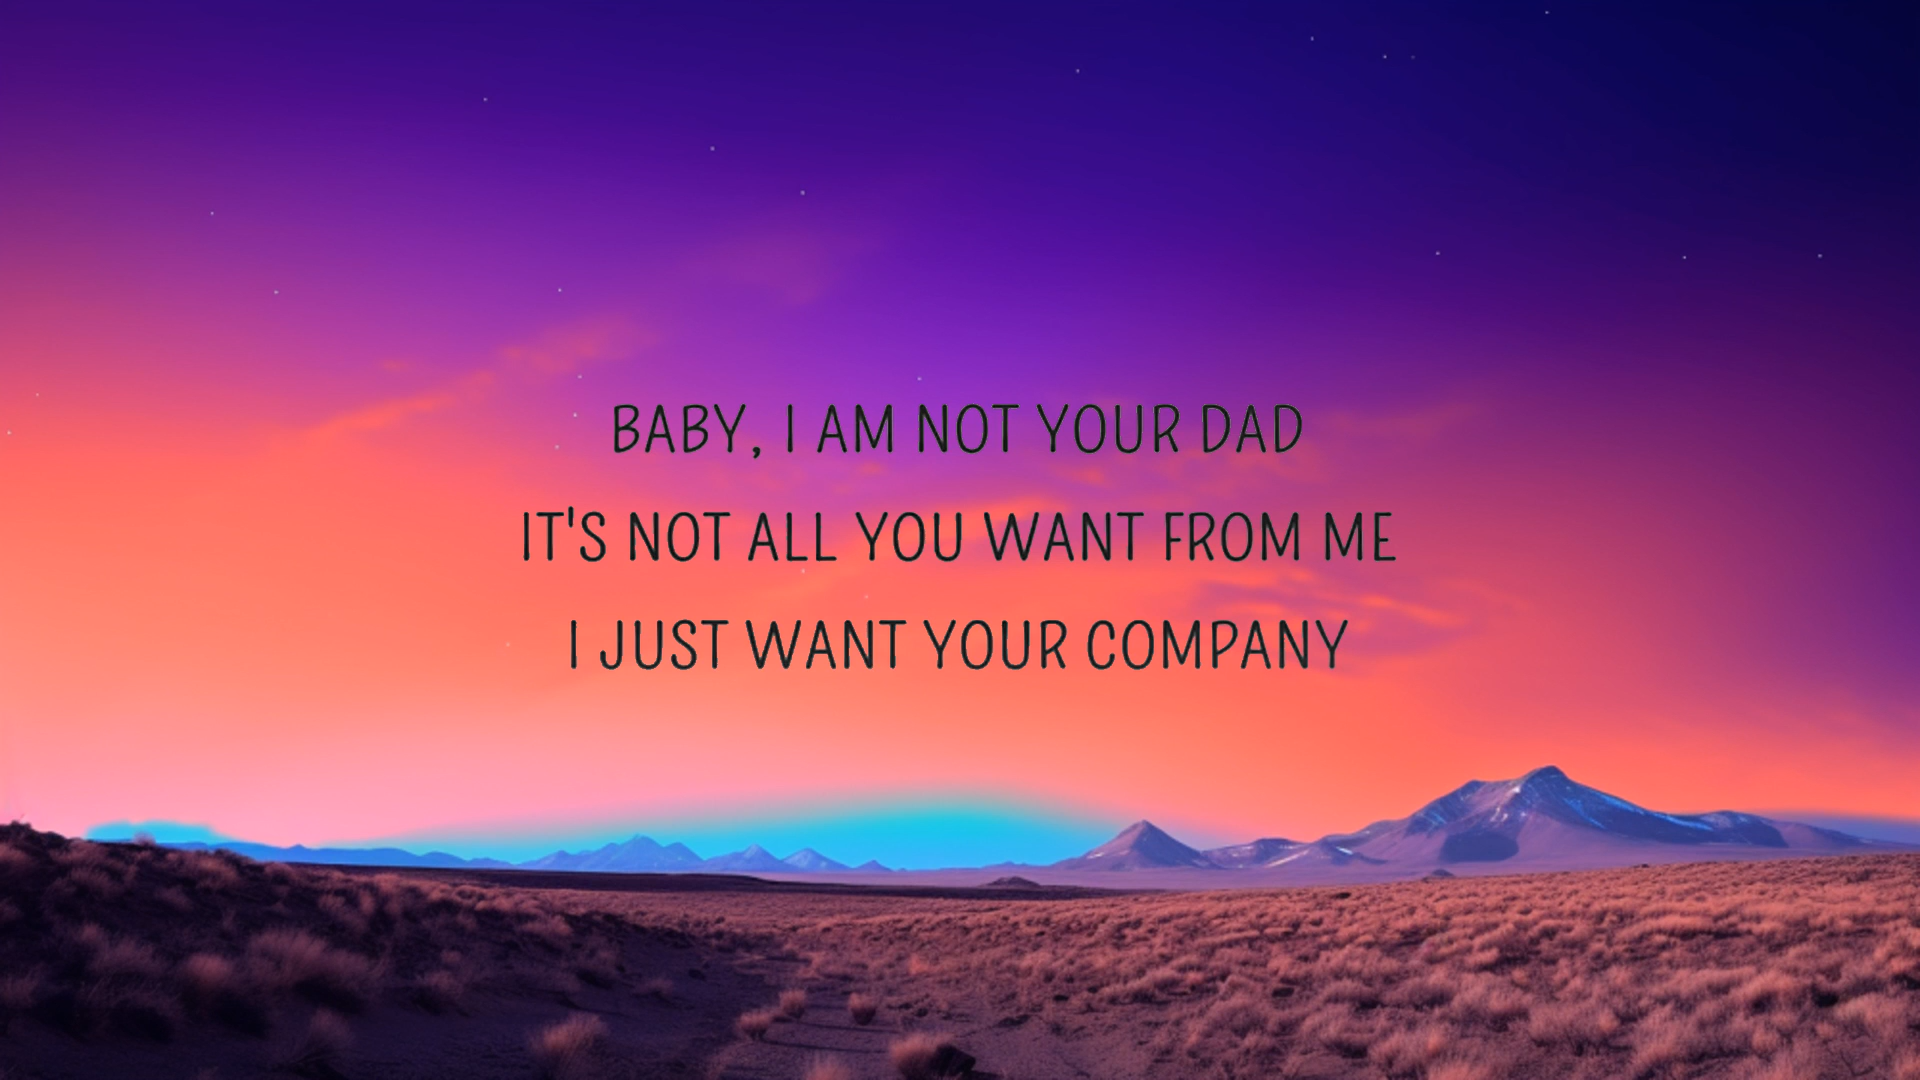 BABY, I AM NOT YOUR DAD
IT'S NOT ALL YOU WANT FROM ME
I JUST WANT YOUR COMPANY